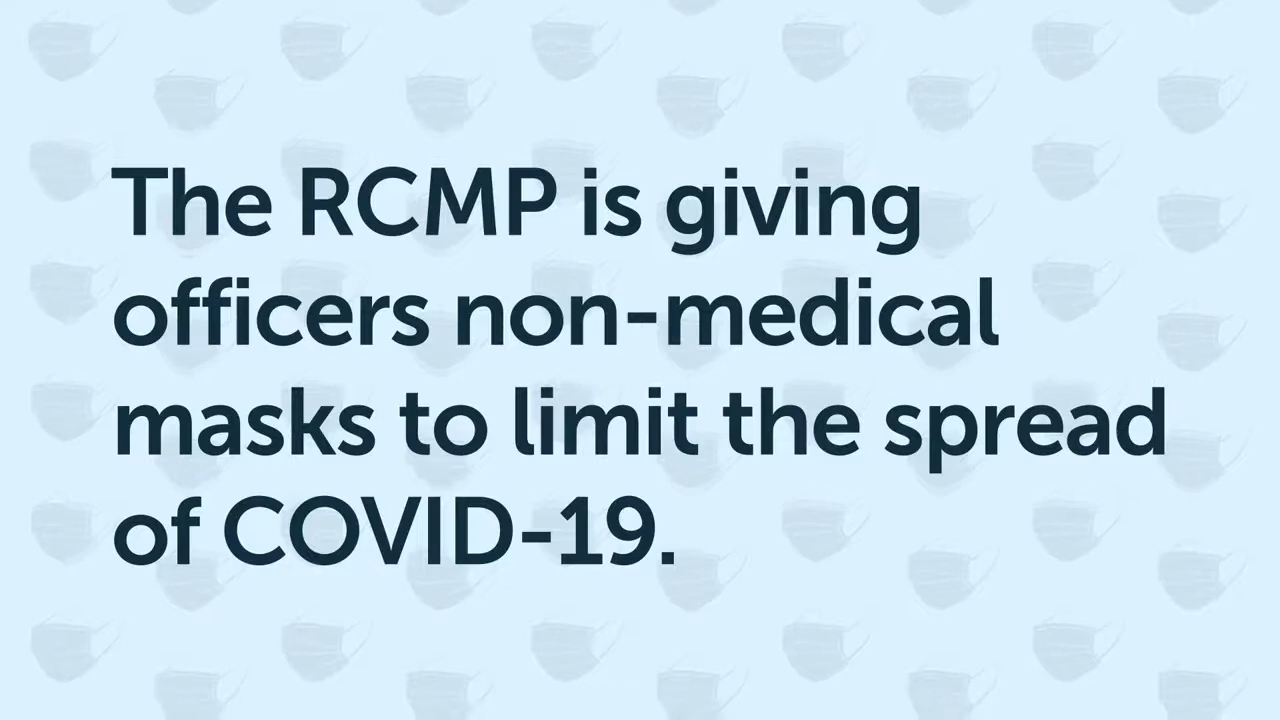 The RCMP is giving
officers non-medical
masks to limit the spread
of COVID-19.